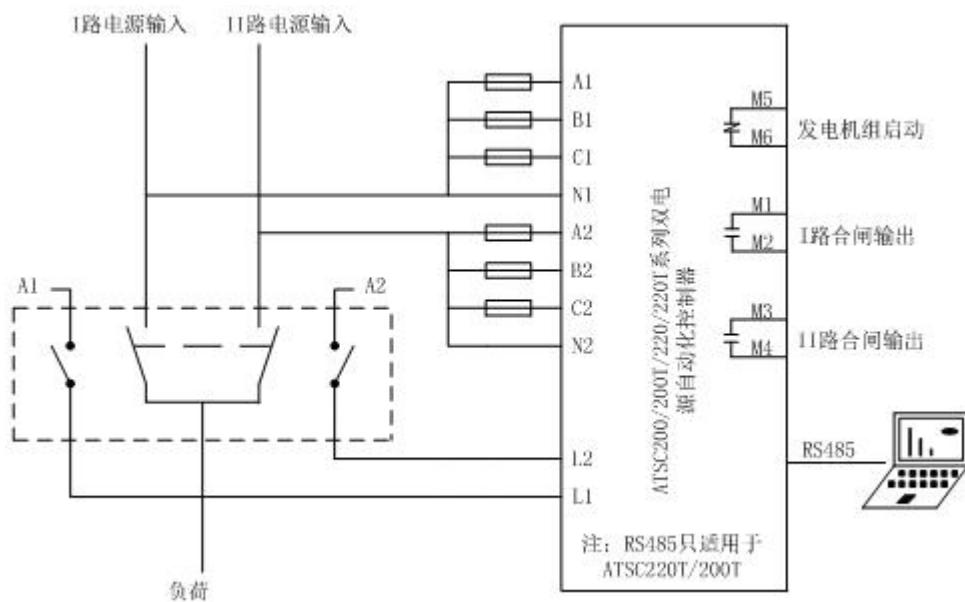 I路电源输入
II路电源输入
A1
B1
C1
N1
A2
B2
C2
N2
L2
L1
A1
A2
负荷
ATSC200/200T/220/220T系列双电
源自动化控制器
注：RS485只适用于
ATSC220T/200T
M5
M6
发电机组启动
M1
M2
I路合闸输出
M3
M4
II路合闸输出
RS485